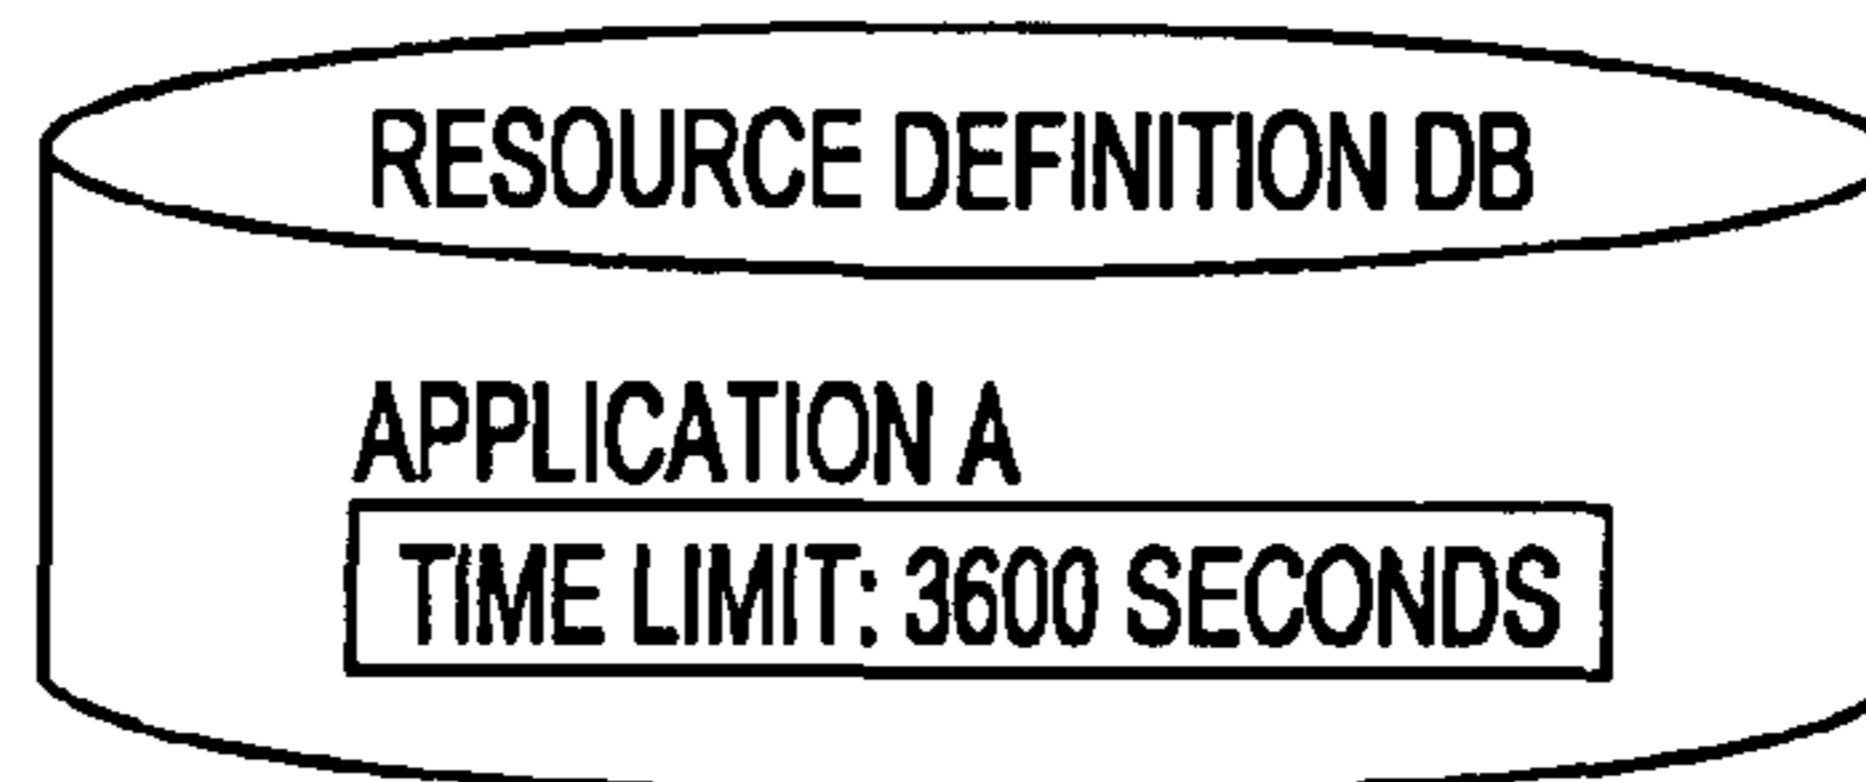 RESOURCE DEFINITION DB
APPLICATION A
TIME LIMIT: 3600 SECONDS